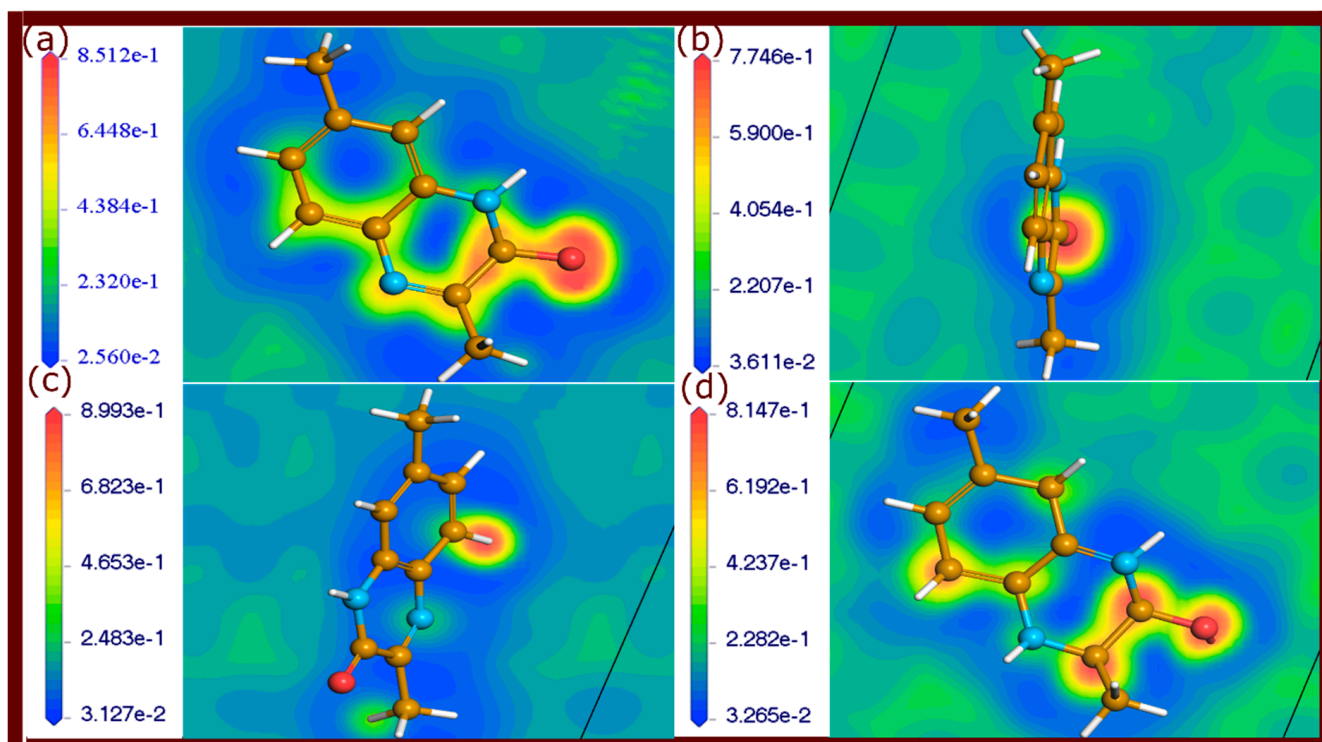 (a)
8.512e-1
6.448e-1
4.384e-1
2.320e-1
2.560e-2
(b)
7.746e-1
5.900e-1
4.054e-1
2.207e-1
3.611e-2
(c)
8.993e-1
6.823e-1
4.653e-1
2.483e-1
3.127e-2
(d)
8.147e-1
6.192e-1
4.237e-1
2.282e-1
3.265e-2